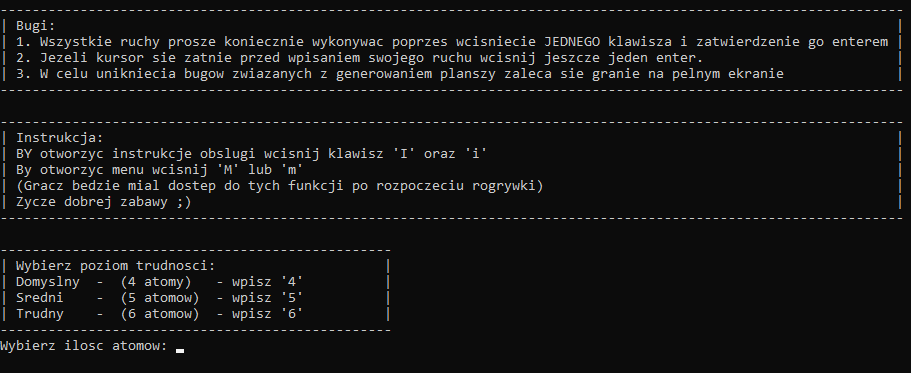 Bugi:
1. Wszystkie ruchy prosze koniecznie wykonywac poprzes wcisniecie JEDNEGO klawisza i zatwierdzenie go enterem
2. Jezeli kursor sie zatnie przed wpisaniem swojego ruchu wcisnij jeszcze jeden enter.
3. W celu unikniecia bugow zwiazanych z generowaniem planszy zaleca sie granie na pelnym ekranie
Instrukcja:
BY otworzyc instrukcje obslugi wcisnij klawisz 'I' oraz 'i'
By otworzyc menu wcisnij 'M' lub 'm'
(Gracz bedzie mial dostep do tych funkcji po rozpoczeciu rogrywki)
Zycze dobrej zabawy ;)
Wybierz poziom trudnosci:
Domyslny - (4 atomy) - wpisz '4'
Sredni - (5 atomow) - wpisz '5'
Trudny - (6 atomow) - wpisz '6'
Wybierz ilosc atomow: